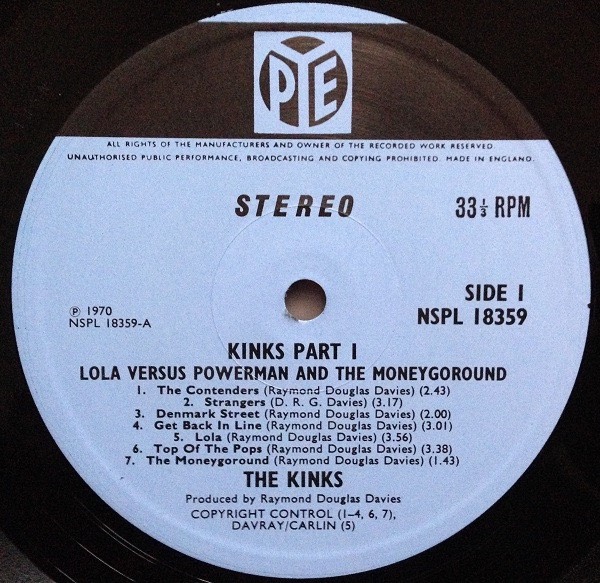 PYE
ALL RIGHTS OF THE MANUFACTURERS AND OWNER OF THE RECORDED WORK RESERVED
UNAUTHORISED PUBLIC PERFORMANCE, BROADCASTING AND COPYING PROHIBITED. MADE IN ENGLAND.
STEREO 33⅓ RPM
SIDE 1
℗ 1970
NSPL 18359-A NSPL 18359
KINKS PART 1
LOLA VERSUS POWERMAN AND THE MONEYGOROUND
1. The Contenders (Raymond Douglas Davies) (2.43)
2. Strangers (D. R. G. Davies) (3.17)
3. Denmark Street (Raymond Douglas Davies) (2.00)
4. Get Back In Line (Raymond Douglas Davies) (3.01)
5. Lola (Raymond Douglas Davies) (3.56)
6. Top Of The Pops (Raymond Douglas Davies) (3.38)
7. The Moneygoround (Raymond Douglas Davies) (1.43)
THE KINKS
Produced by Raymond Douglas Davies
COPYRIGHT CONTROL (1–4, 6, 7),
DAVRAY/CARLIN (5)